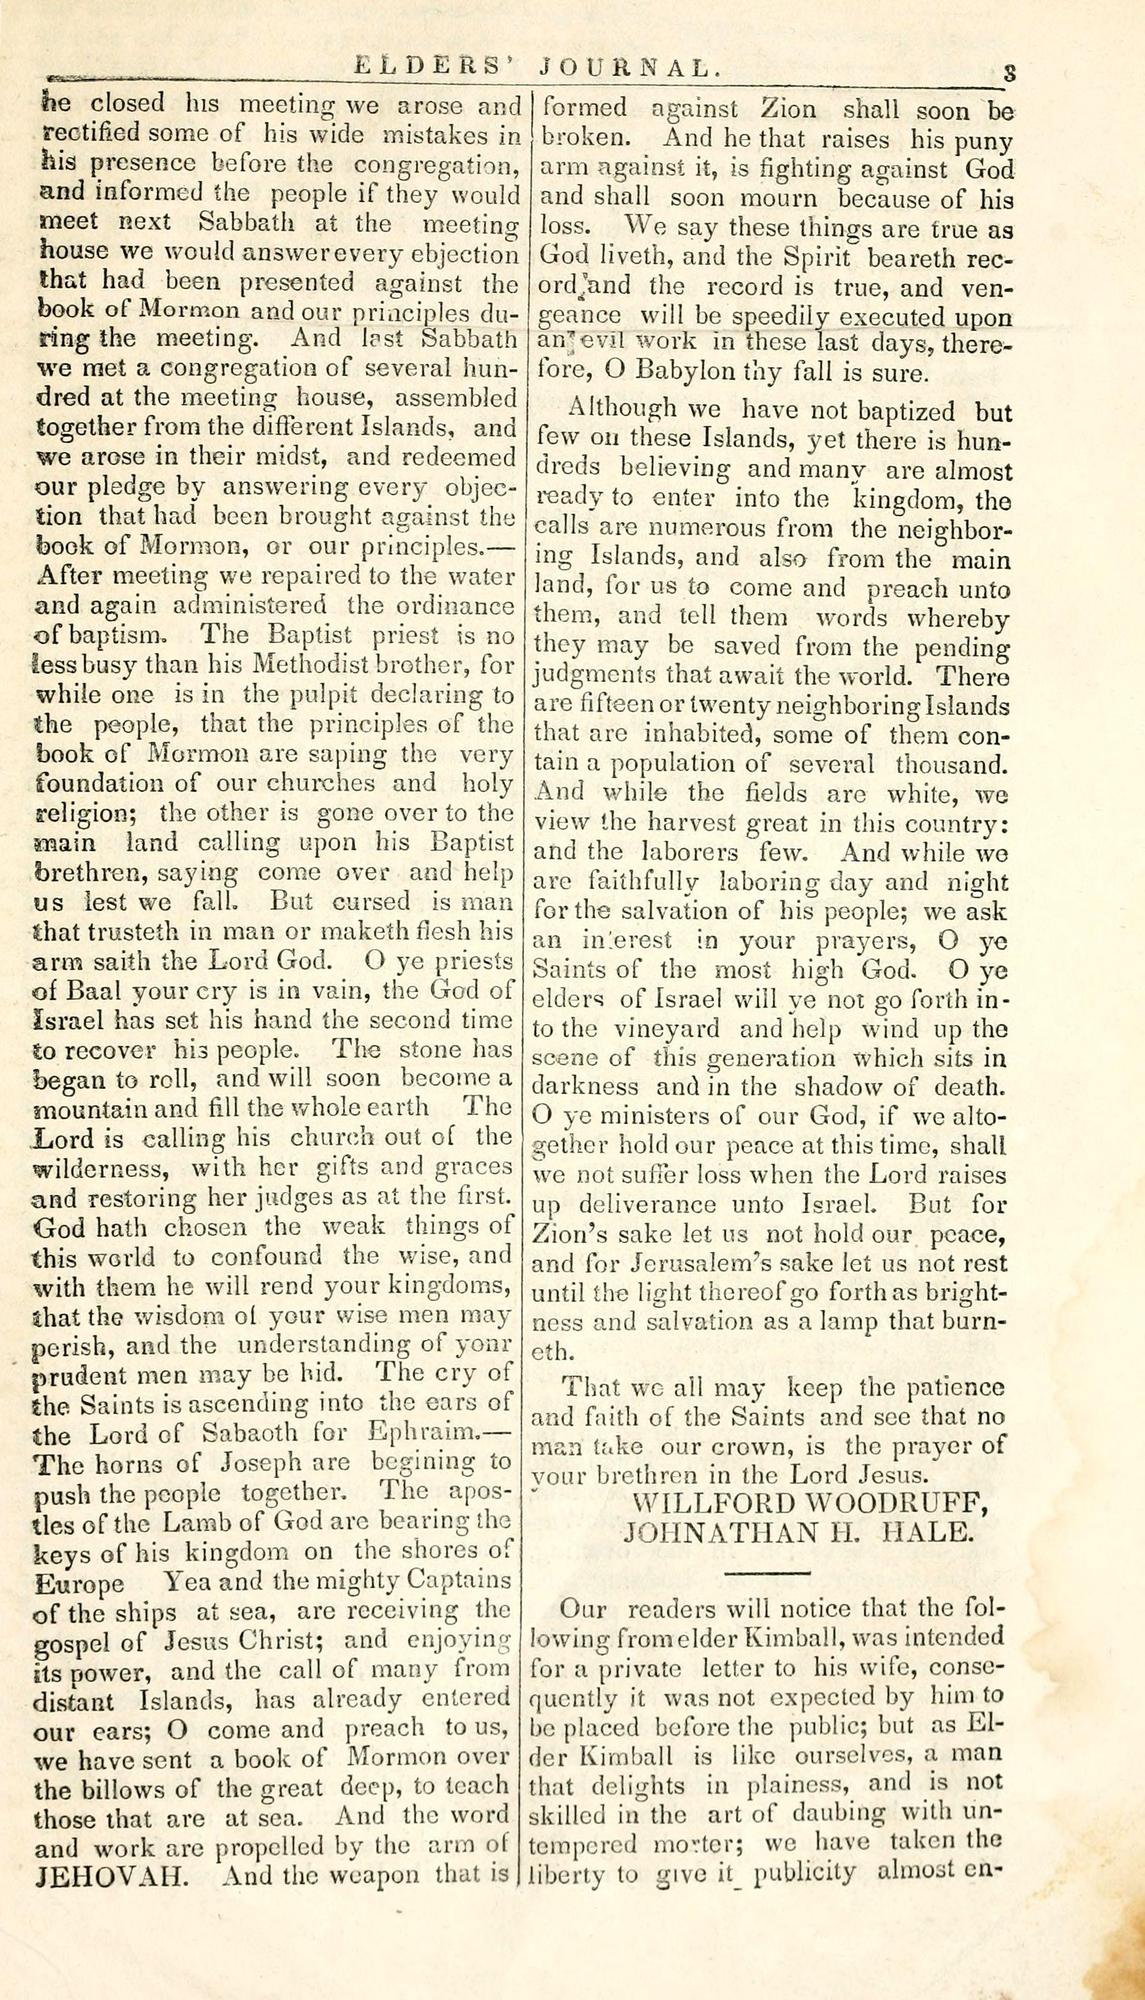 ELDERS' JOURNAL.
3
he closed his meeting we arose and
rectified some of his wide mistakes in
his presence before the congregation,
and informed the people if they would
meet next Sabbath at the meeting
house we would answer every ebjection
that had been presented against the
book of Mormon and our principles du-
ring the meeting. And last Sabbath
we met a congregation of several hun-
dred at the meeting house, assembled
together from the different Islands, and
we arose in their midst, and redeemed
our pledge by answering every objec-
tion that had been brought against the
book of Mormon, or our principles.—
After meeting we repaired to the water
and again administered the ordinance
of baptism. The Baptist priest is no
less busy than his Methodist brother, for
while one is in the pulpit declaring to
the people, that the principles of the
book of Mormon are saping the very
foundation of our churches and holy
religion; the other is gone over to the
main land calling upon his Baptist
brethren, saying come over and help
us lest we fall. But cursed is man
that trusteth in man or maketh flesh his
arm saith the Lord God. O ye priests
of Baal your cry is in vain, the God of
Israel has set his hand the second time
to recover his people. The stone has
began to roll, and will soon become a
mountain and fill the whole earth The
Lord is calling his church out of the
wilderness, with her gifts and graces
and restoring her judges as at the first.
God hath chosen the weak things of
this world to confound the wise, and
with them he will rend your kingdoms,
that the wisdom of your wise men may
perish, and the understanding of yonr
prudent men may be hid. The cry of
the Saints is ascending into the ears of
the Lord of Sabaoth for Ephraim.—
The horns of Joseph are begining to
push the people together. The apos-
tles of the Lamb of God are bearing the
keys of his kingdom on the shores of
Europe Yea and the mighty Captains
of the ships at sea, are receiving the
gospel of Jesus Christ; and enjoying
its power, and the call of many from
distant Islands, has already entered
our ears; O come and preach to us,
we have sent a book of Mormon over
the billows of the great deep, to teach
those that are at sea. And the word
and work are propelled by the arm of
JEHOVAH. And the weapon that is
formed against Zion shall soon be
broken. And he that raises his puny
arm against it, is fighting against God
and shall soon mourn because of his
loss. We say these things are true as
God liveth, and the Spirit beareth rec-
ord, and the record is true, and ven-
geance will be speedily executed upon
an evil work in these last days, there-
fore, O Babylon thy fall is sure.
Although we have not baptized but
few on these Islands, yet there is hun-
dreds believing and many are almost
ready to enter into the kingdom, the
calls are numerous from the neighbor-
ing Islands, and also from the main
land, for us to come and preach unto
them, and tell them words whereby
they may be saved from the pending
judgments that await the world. There
are fifteen or twenty neighboring Islands
that are inhabited, some of them con-
tain a population of several thousand.
And while the fields are white, we
view the harvest great in this country:
and the laborers few. And while we
are faithfully laboring day and night
for the salvation of his people; we ask
an interest in your prayers, O ye
Saints of the most high God. O ye
elders of Israel will ye not go forth in-
to the vineyard and help wind up the
scene of this generation which sits in
darkness and in the shadow of death.
O ye ministers of our God, if we alto-
gether hold our peace at this time, shall
we not suffer loss when the Lord raises
up deliverance unto Israel. But for
Zion's sake let us not hold our peace,
and for Jerusalem's sake let us not rest
until the light thereof go forth as bright-
ness and salvation as a lamp that burn-
eth.
That we all may keep the patience
and faith of the Saints and see that no
man take our crown, is the prayer of
your brethren in the Lord Jesus.
WILLFORD WOODRUFF,
JOHNATHAN H. HALE.
Our readers will notice that the fol-
lowing from elder Kimball, was intended
for a private letter to his wife, conse-
quently it was not expected by him to
be placed before the public; but as El-
der Kimball is like ourselves, a man
that delights in plainess, and is not
skilled in the art of daubing with un-
tempered morter; we have taken the
liberty to give it publicity almost en-